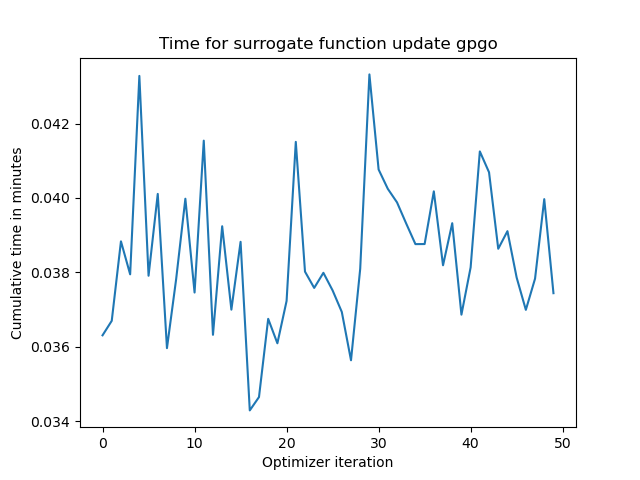 Time for surrogate function update gpgo
Cumulative time in minutes
0.042
0.040
0.038
0.036
0.034
0 10 20 30 40 50
Optimizer iteration